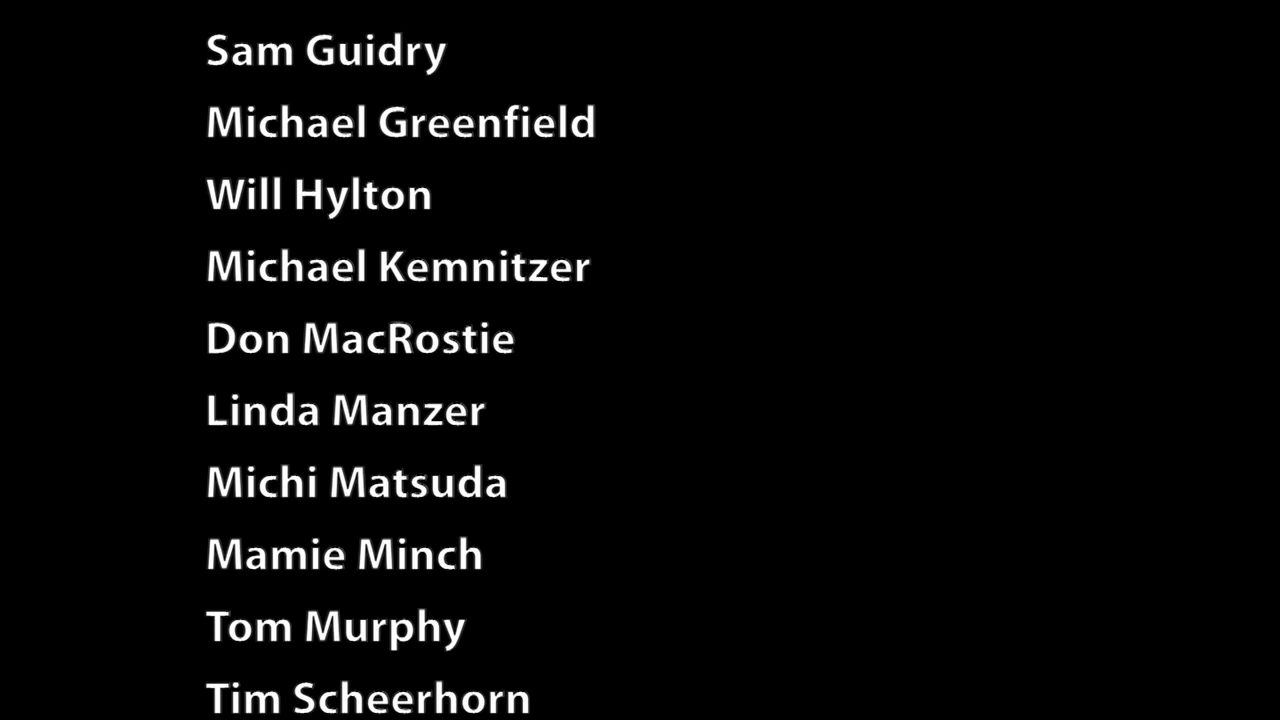 Sam Guidry
Michael Greenfield
Will Hylton
Michael Kemnitzer
Don MacRostie
Linda Manzer
Michi Matsuda
Mamie Minch
Tom Murphy
Tim Scheerhorn